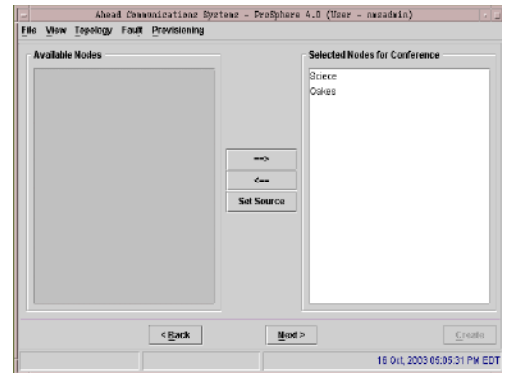 Ahead Communications Systems - ProSphere 4.0 (User - nmsadmin)
File View Topology Fault Provisioning
Available Nodes
Selected Nodes for Conference
Oakes
==>
<==
Set Source
< Back
Next >
Create
16 Oct, 2003 05:05:31 PM EDT